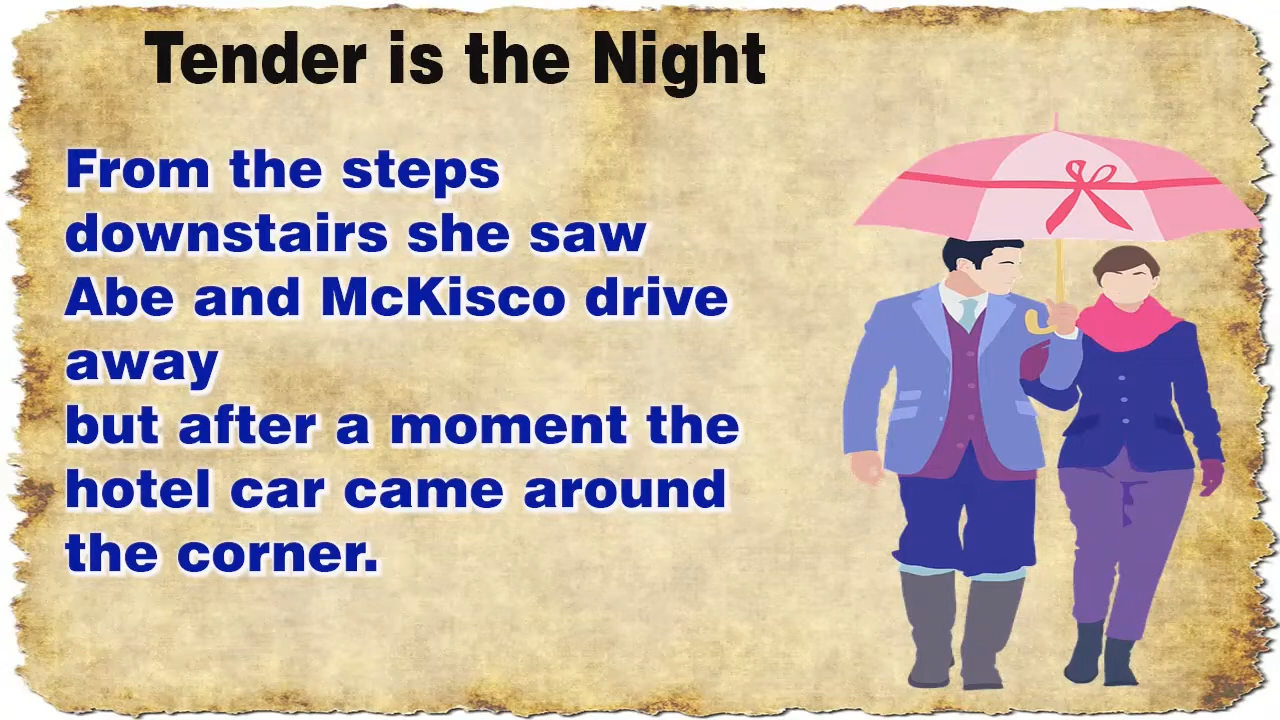 Tender is the Night
From the steps
downstairs she saw
Abe and McKisco drive
away
but after a moment the
hotel car came around
the corner.